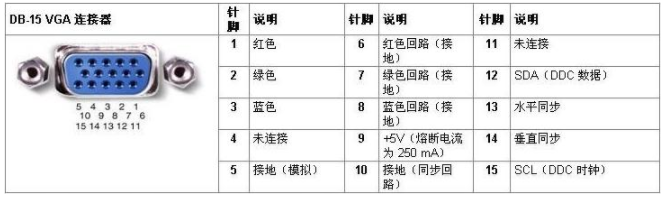 DB-15 VGA 连接器 针脚 说明 针脚 说明 针脚 说明
1 红色 6 红色回路（接地） 11 未连接
2 绿色 7 绿色回路（接地） 12 SDA（DDC 数据）
3 蓝色 8 蓝色回路（接地） 13 水平同步
4 未连接 9 +5V（熔断电流为 250 mA） 14 垂直同步
5 接地（模拟） 10 接地（同步回路） 15 SCL（DDC 时钟）
5 4 3 2 1
10 9 8 7 6
15 14 13 12 11